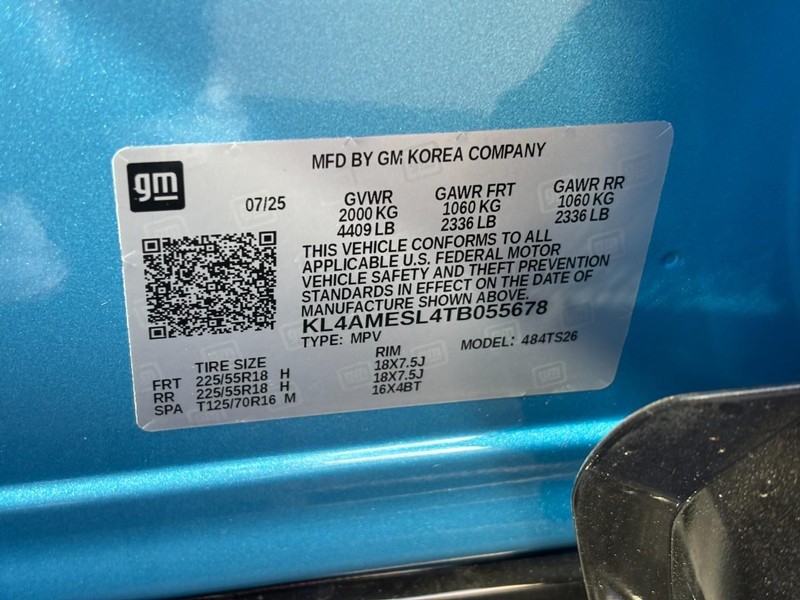 MFD BY GM KOREA COMPANY
gm
07/25
GVWR GAWR FRT GAWR RR
2000 KG 1060 KG 1060 KG
4409 LB 2336 LB 2336 LB
THIS VEHICLE CONFORMS TO ALL
APPLICABLE U.S. FEDERAL MOTOR
VEHICLE SAFETY AND THEFT PREVENTION
STANDARDS IN EFFECT ON THE DATE OF
MANUFACTURE SHOWN ABOVE.
KL4AMESL4TB055678
TYPE: MPV MODEL: 484TS26
TIRE SIZE RIM
FRT 225/55R18 H 18X7.5J
RR 225/55R18 H 18X7.5J
SPA T125/70R16 M 16X4BT